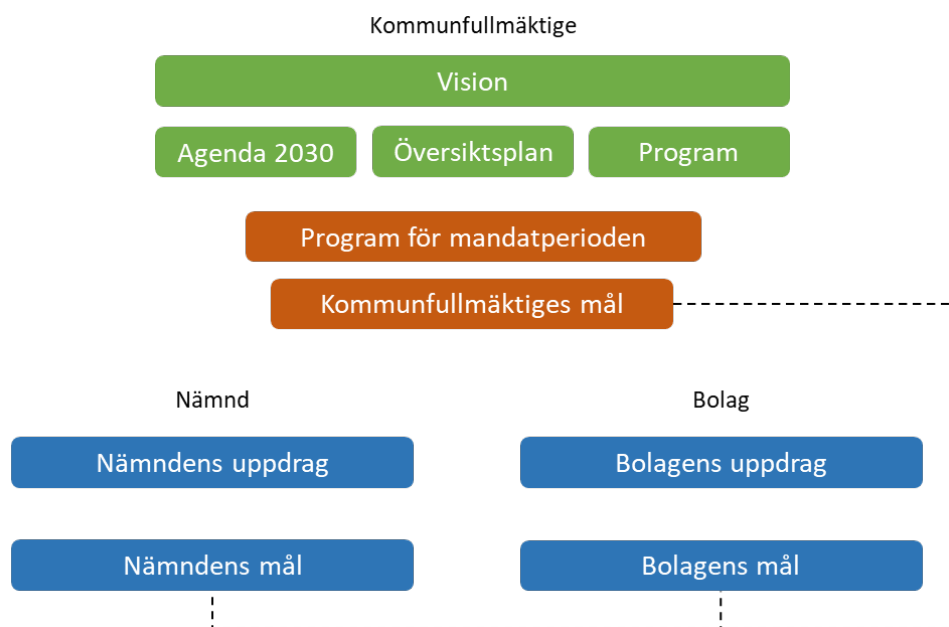 Kommunfullmäktige
Vision
Agenda 2030
Översiktsplan
Program
Program för mandatperioden
Kommunfullmäktiges mål
Nämnd
Bolag
Nämndens uppdrag
Bolagens uppdrag
Nämndens mål
Bolagens mål